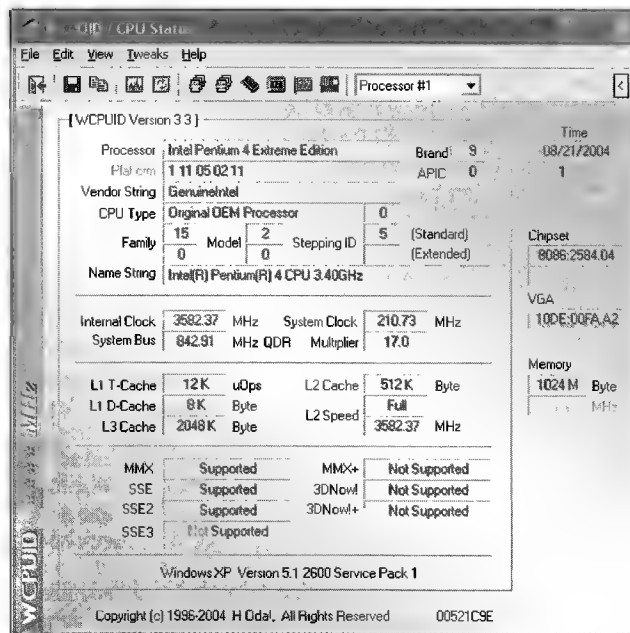 CPU Status
File Edit View Tweaks Help
Processor #1
[WCPUID Version 3 3]
Time
Processor Intel Pentium 4 Extreme Edition Brand 9 08/21/2004
Platform 1 11 05 02 11 APIC 0 1
Vendor String GenuineIntel
CPU Type Original OEM Processor 0
Family 15 Model 2 Stepping ID 5 (Standard)
0 0 (Extended)
Chipset
8086:2584.04
Name String Intel(R) Pentium(R) 4 CPU 3.40GHz
VGA
10DE:00FA.A2
Internal Clock 3582.37 MHz System Clock 210.73 MHz
System Bus 842.91 MHz QDR Multiplier 17.0
Memory
1024 M Byte
MHz
L1 T-Cache 12 K uOps L2 Cache 512 K Byte
L1 D-Cache 8 K Byte L2 Speed Full
L3 Cache 2048 K Byte 3582.37 MHz
MMX Supported MMX+ Not Supported
SSE Supported 3DNow! Not Supported
SSE2 Supported 3DNow!+ Not Supported
SSE3 Not Supported
Windows XP Version 5.1 2600 Service Pack 1
WCPUID
Copyright (c) 1996-2004 H Oda!, All Rights Reserved 00521C9E